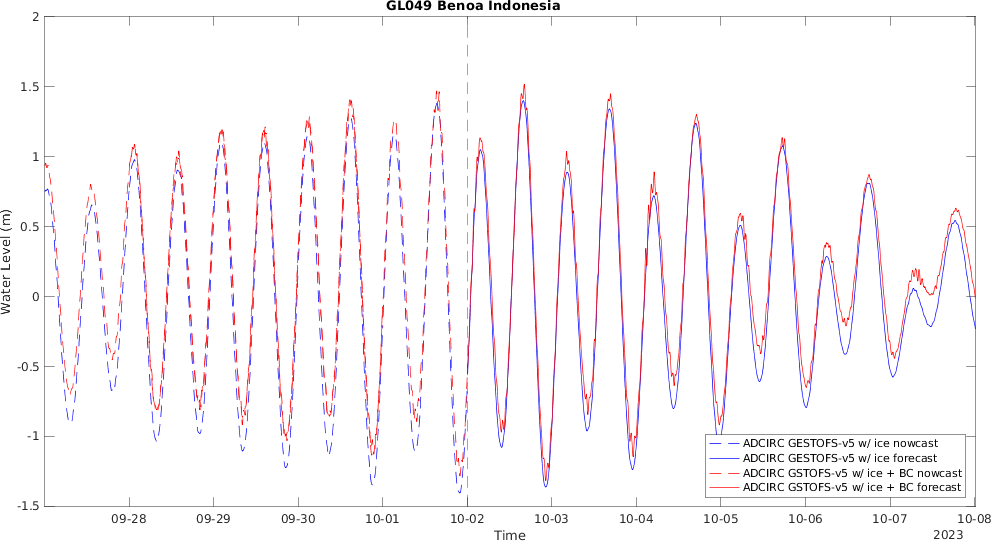 GL049 Benoa Indonesia
2
1.5
1
0.5
0
-0.5
-1
-1.5
Water Level (m)
ADCIRC GESTOFS-v5 w/ ice nowcast
ADCIRC GESTOFS-v5 w/ ice forecast
ADCIRC GSTOFS-v5 w/ ice + BC nowcast
ADCIRC GSTOFS-v5 w/ ice + BC forecast
09-28 09-29 09-30 10-01 10-02 10-03 10-04 10-05 10-06 10-07 10-08
Time
2023